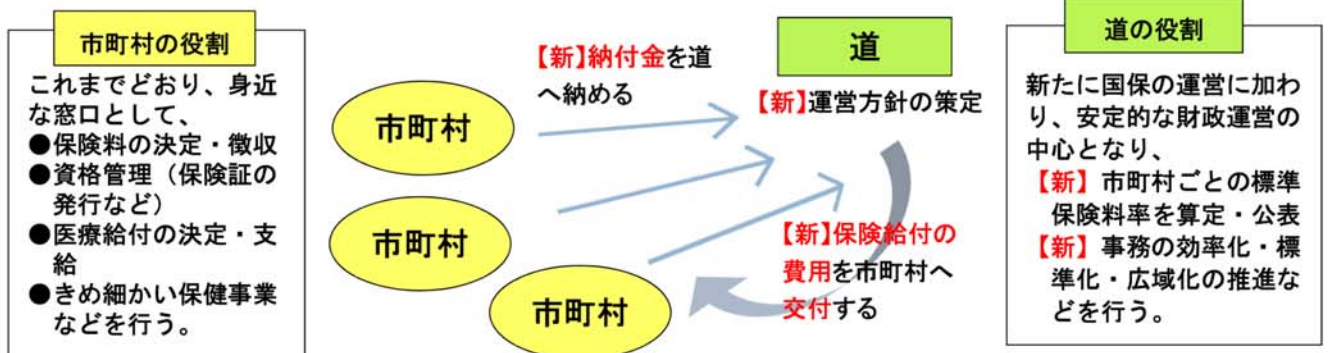 市町村の役割
これまでどおり、身近
な窓口として、
●保険料の決定・徴収
●資格管理（保険証の
発行など）
●医療給付の決定・支
給
●きめ細かい保健事業
などを行う。
市町村
市町村
市町村
【新】納付金を道
へ納める
道
【新】運営方針の策定
【新】保険給付の
費用を市町村へ
交付する
道の役割
新たに国保の運営に加わ
り、安定的な財政運営の
中心となり、
【新】 市町村ごとの標準
保険料率を算定・公表
【新】 事務の効率化・標
準化・広域化の推進な
どを行う。